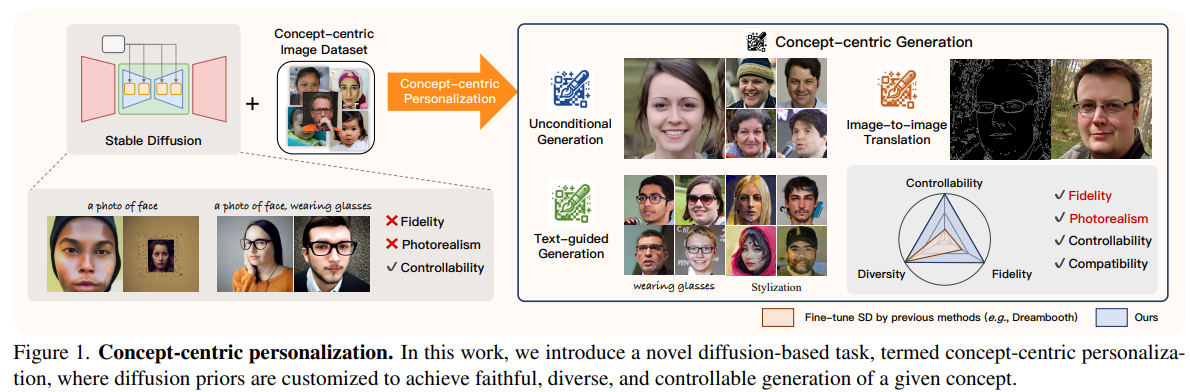 Concept-centric
Image Dataset
+
Stable Diffusion
Concept-centric
Personalization
a photo of face
a photo of face, wearing glasses
Fidelity
Photorealism
Controllability
Concept-centric Generation
Unconditional
Generation
Image-to-image
Translation
Text-guided
Generation
wearing glasses
Stylization
Controllability
Diversity
Fidelity
Fidelity
Photorealism
Controllability
Compatibility
Fine-tune SD by previous methods (e.g., Dreambooth)
Ours
Figure 1. Concept-centric personalization. In this work, we introduce a novel diffusion-based task, termed concept-centric personaliza-
tion, where diffusion priors are customized to achieve faithful, diverse, and controllable generation of a given concept.